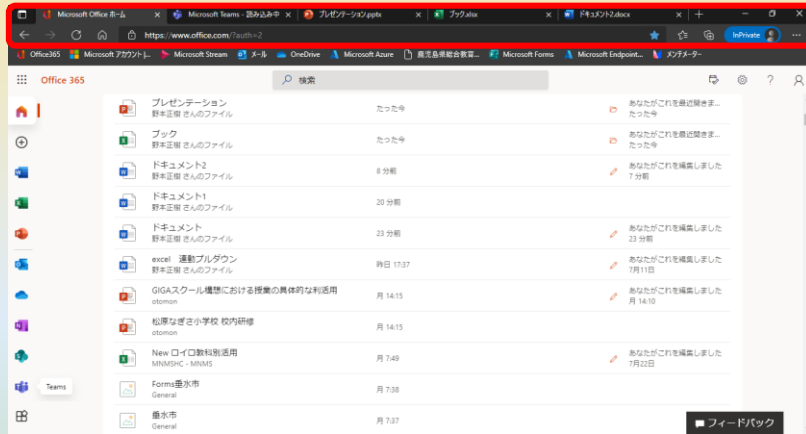 Microsoft Office ホーム
Microsoft Teams - 読み込み中
プレゼンテーション.pptx
ブック.xlsx
ドキュメント2.docx
https://www.office.com/?auth=2
InPrivate
Office365
Microsoft アカウント |...
Microsoft Stream
メール
OneDrive
Microsoft Azure
鹿児島県総合教育...
Microsoft Forms
Microsoft Endpoint...
メンチメーター
Office 365
検索
プレゼンテーション
野本正樹 さんのファイル
たった今
あなたがこれを最近開きま...
たった今
ブック
野本正樹 さんのファイル
たった今
あなたがこれを最近開きま...
たった今
ドキュメント2
野本正樹 さんのファイル
8 分前
あなたがこれを編集しました
7 分前
ドキュメント1
野本正樹 さんのファイル
20 分前
ドキュメント
野本正樹 さんのファイル
23 分前
あなたがこれを編集しました
23 分前
excel 連動プルダウン
野本正樹 さんのファイル
昨日 17:37
あなたがこれを編集しました
7月11日
GIGAスクール構想における授業の具体的な利活用
otomon
月 14:15
あなたがこれを編集しました
月 14:10
松原なぎさ小学校 校内研修
otomon
月 14:15
New ロイロ教科別活用
MNMSHC - MNMS
月 7:49
あなたがこれを編集しました
7月22日
Teams
Forms垂水市
General
月 7:38
垂水市
General
月 7:37
フィードバック